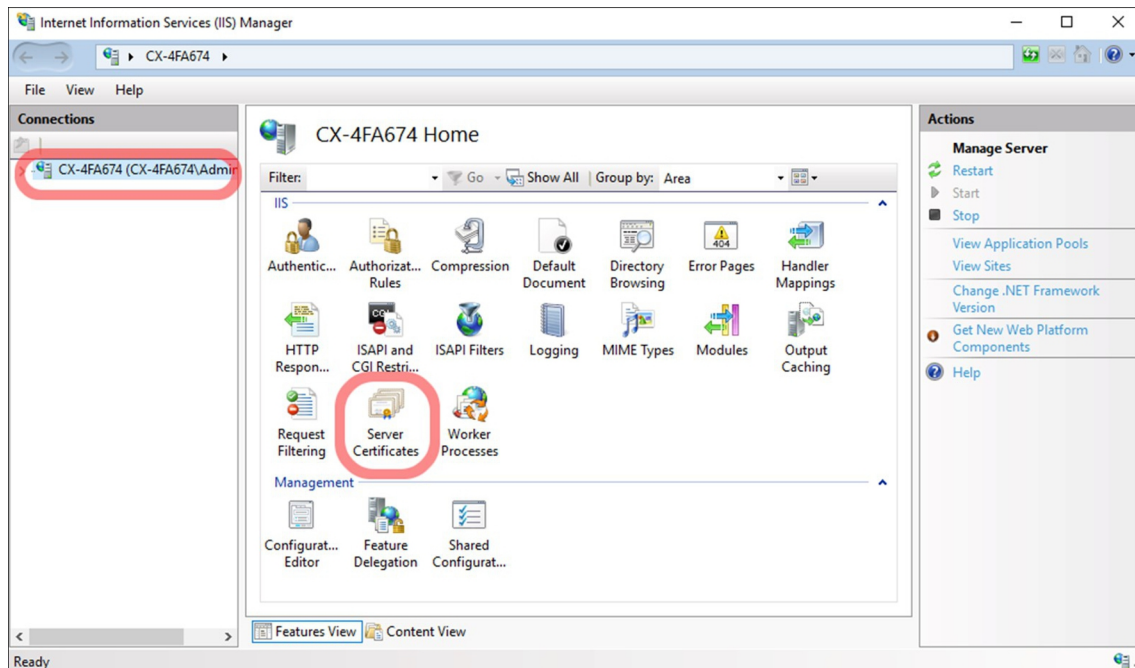 Internet Information Services (IIS) Manager
CX-4FA674
File View Help
Connections
CX-4FA674 (CX-4FA674\Admin
CX-4FA674 Home
Filter: Go Show All Group by: Area
IIS
Authentic... Authorizat... Compression Default Directory Error Pages Handler
Rules Document Browsing Mappings
HTTP ISAPI and ISAPI Filters Logging MIME Types Modules Output
Respon... CGI Restri... Caching
Request Server Worker
Filtering Certificates Processes
Management
Configurat... Feature Shared
Editor Delegation Configurat...
Features View Content View
Actions
Manage Server
Restart
Start
Stop
View Application Pools
View Sites
Change .NET Framework
Version
Get New Web Platform
Components
Help
Ready